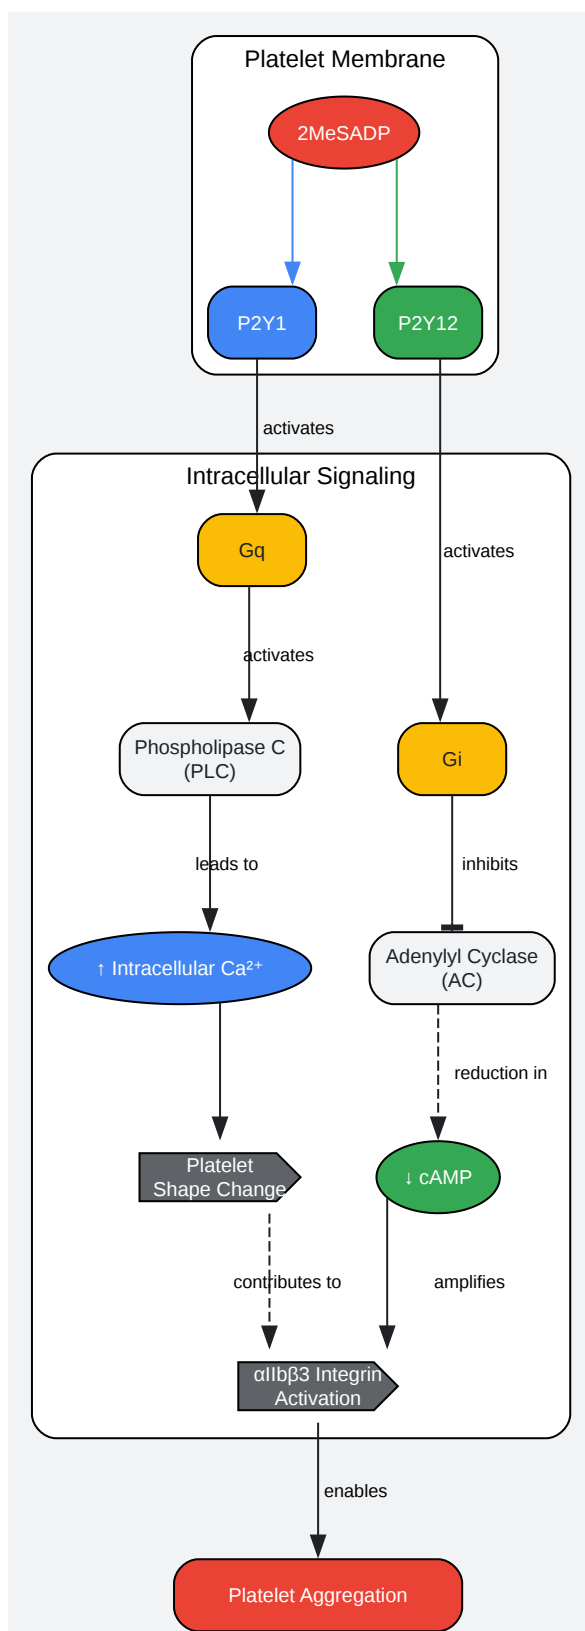 Platelet Membrane
2MeSADP
P2Y1
P2Y12
activates
Intracellular Signaling
Gq
activates
activates
Phospholipase C
(PLC)
Gi
leads to
inhibits
↑ Intracellular Ca²⁺
Adenylyl Cyclase
(AC)
reduction in
Platelet
Shape Change
↓ cAMP
contributes to
amplifies
αIIbβ3 Integrin
Activation
enables
Platelet Aggregation